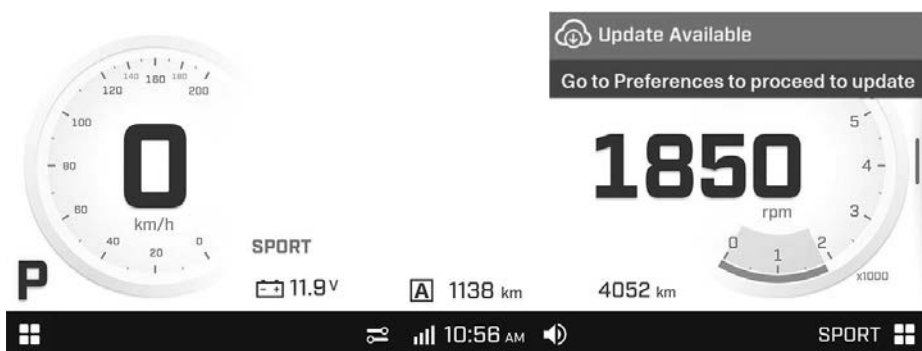 Update Available
Go to Preferences to proceed to update
140 160 180
120 200
100
80
60
40 20 0
0
km/h
P
SPORT
11.9 V
A 1138 km
4052 km
1850
rpm
5
4
3
0 1 2
x1000
10:56 AM
SPORT